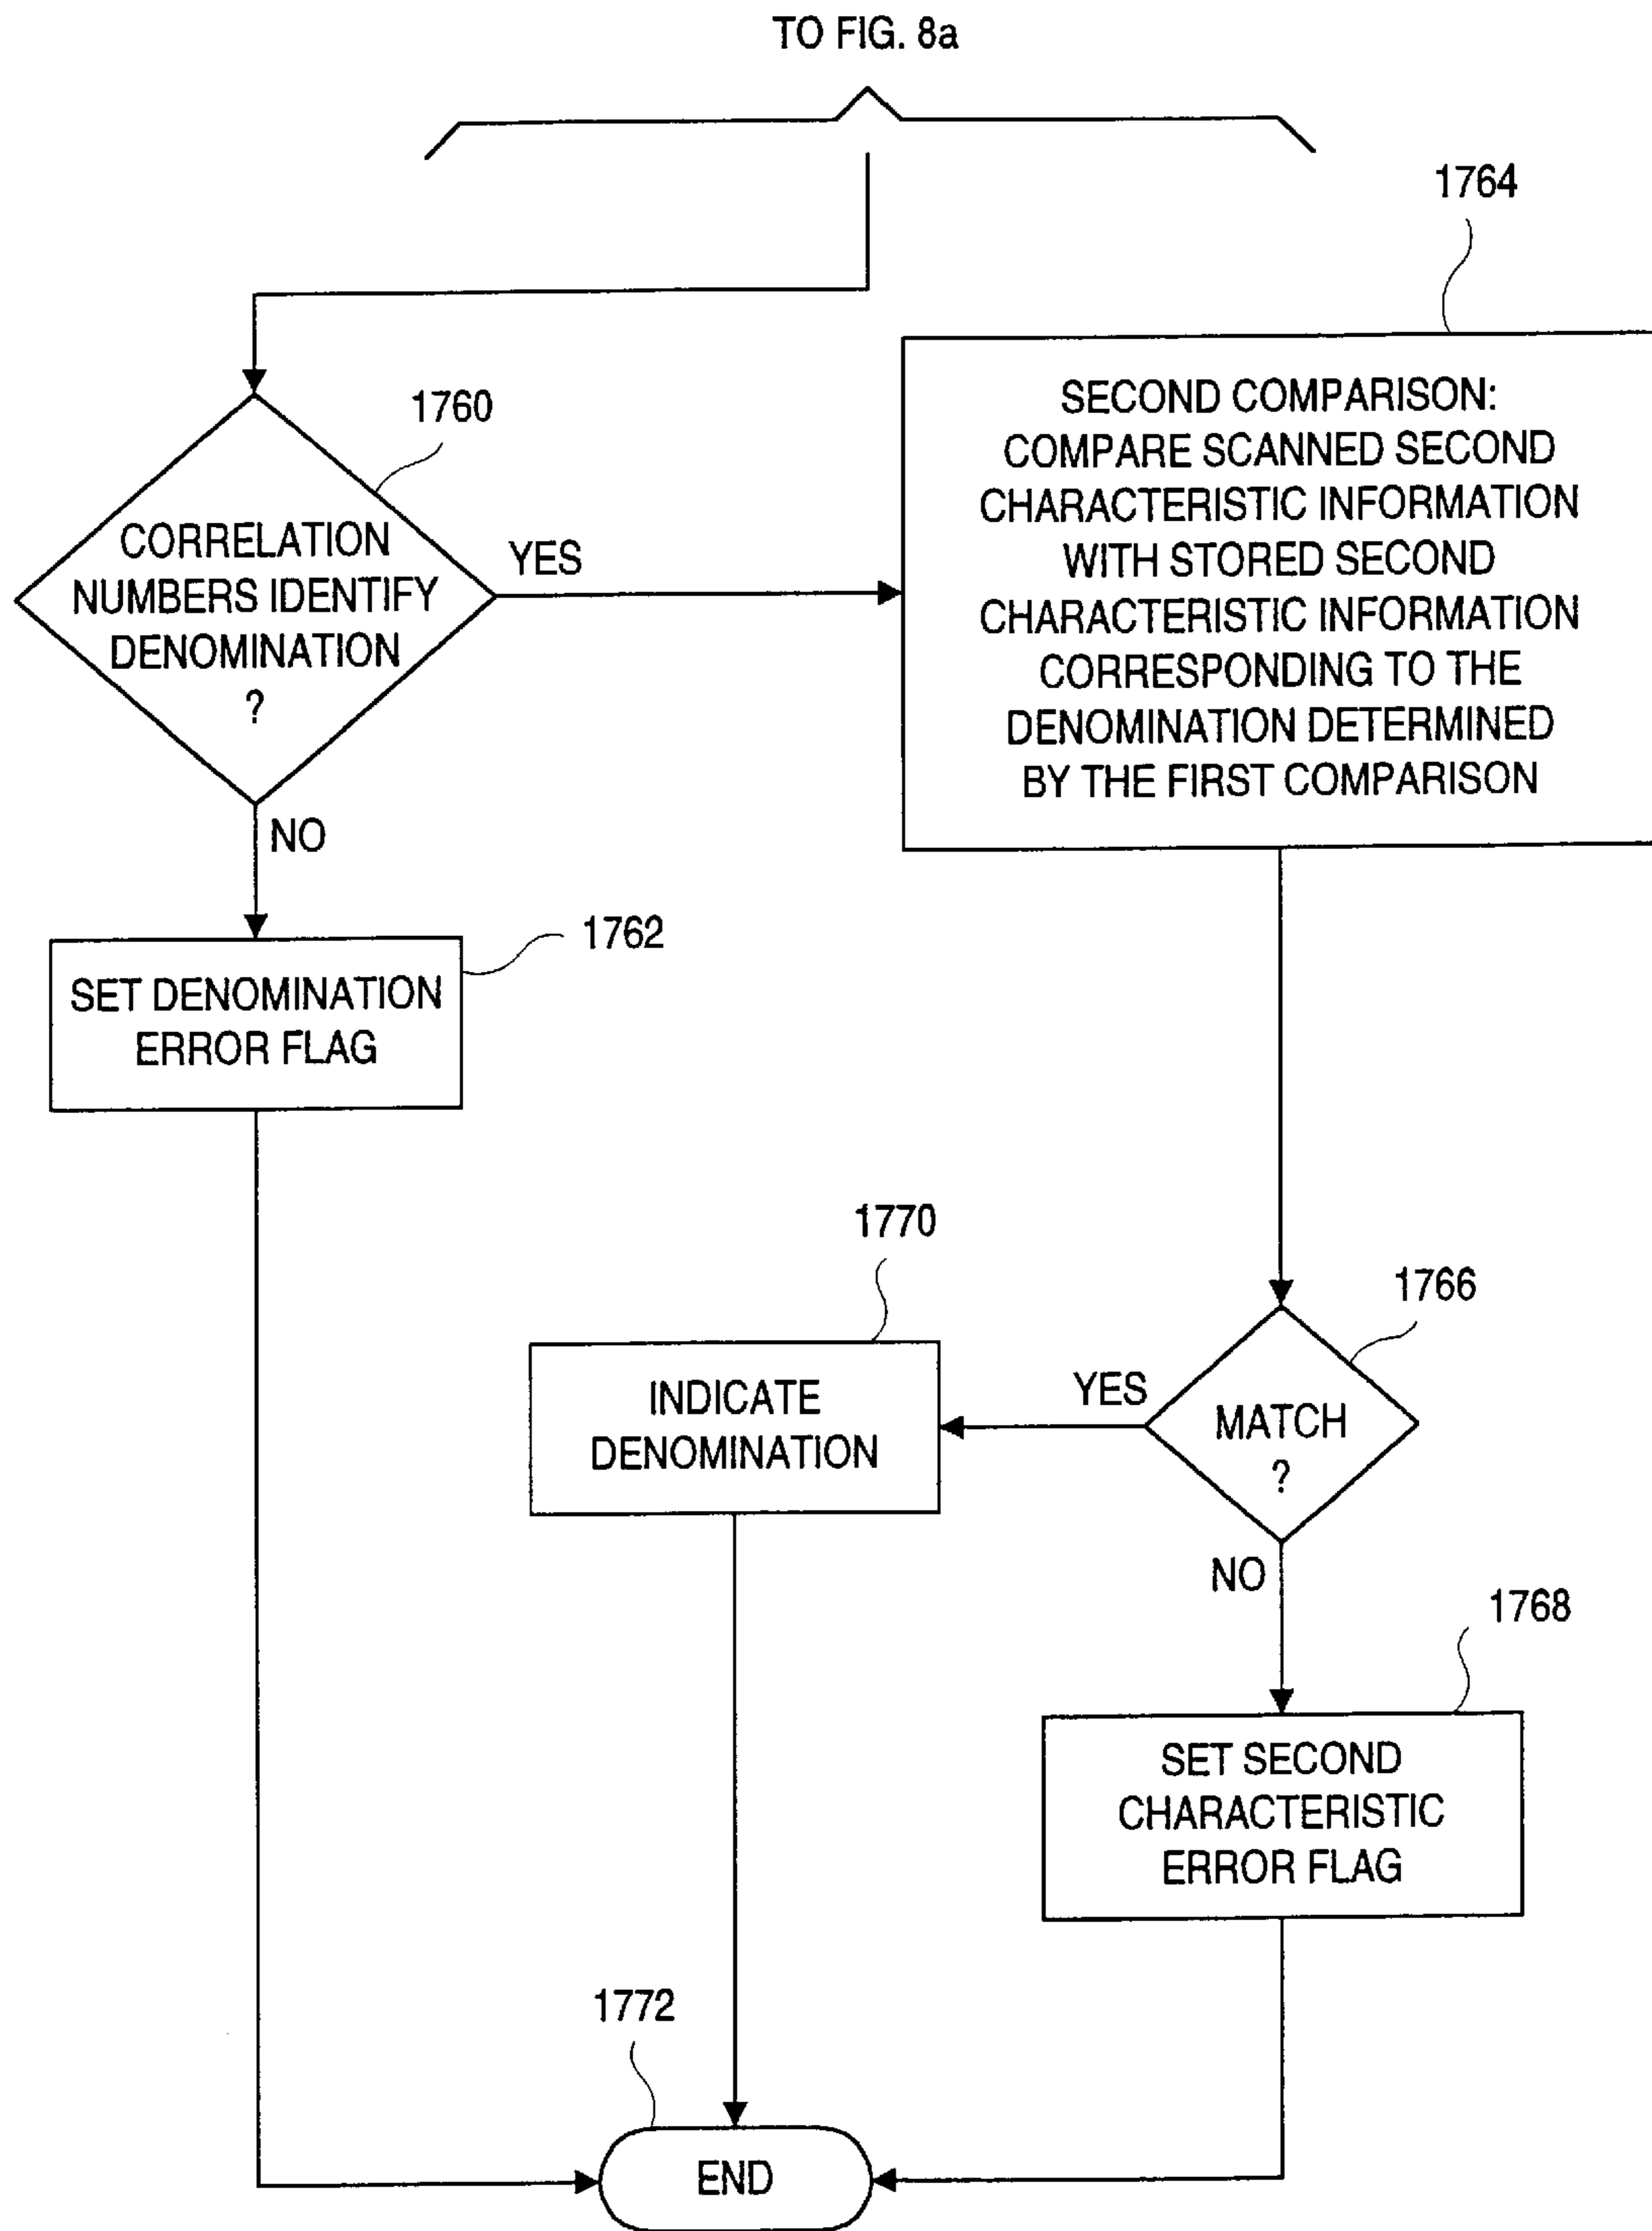 TO FIG. 8a
1764
1760
SECOND COMPARISON:
COMPARE SCANNED SECOND
CHARACTERISTIC INFORMATION
WITH STORED SECOND
CHARACTERISTIC INFORMATION
CORRESPONDING TO THE
DENOMINATION DETERMINED
BY THE FIRST COMPARISON
CORRELATION
NUMBERS IDENTIFY
DENOMINATION
?
YES
NO
1762
SET DENOMINATION
ERROR FLAG
1770
1766
INDICATE
DENOMINATION
YES
MATCH
?
NO
1768
SET SECOND
CHARACTERISTIC
ERROR FLAG
1772
END